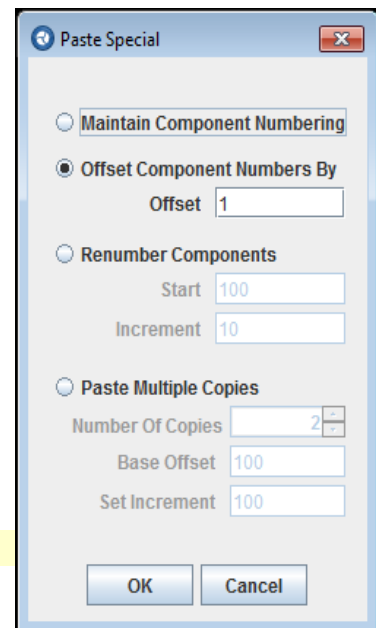 Paste Special
Maintain Component Numbering
Offset Component Numbers By
Offset 1
Renumber Components
Start 100
Increment 10
Paste Multiple Copies
Number Of Copies 2
Base Offset 100
Set Increment 100
OK Cancel